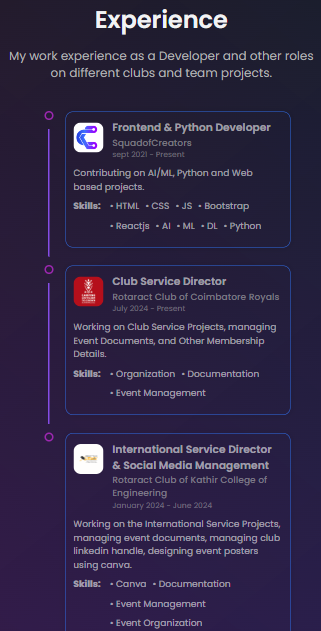 Experience
My work experience as a Developer and other roles
on different clubs and team projects.
Frontend & Python Developer
SquadofCreators
sept 2021 - Present
Contributing on AI/ML, Python and Web
based projects.
Skills: • HTML • CSS • JS • Bootstrap
• Reactjs • AI • ML • DL • Python
Club Service Director
Rotaract Club of Coimbatore Royals
July 2024 - Present
Working on Club Service Projects, managing
Event Documents, and Other Membership
Details.
Skills: • Organization • Documentation
• Event Management
International Service Director
& Social Media Management
Rotaract Club of Kathir College of
Engineering
January 2024 - June 2024
Working on the International Service Projects,
managing event documents, managing club
linkedin handle, designing event posters
using canva.
Skills: • Canva • Documentation
• Event Management
• Event Organization